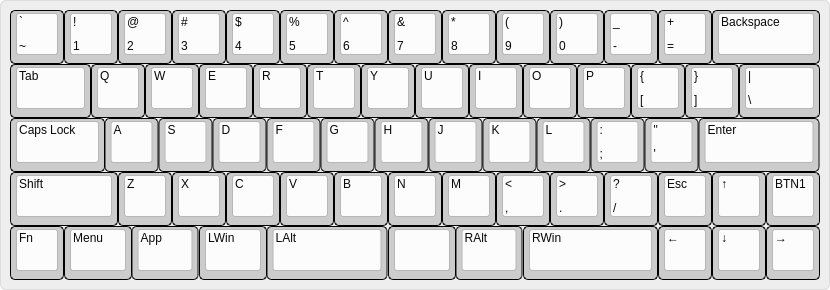 ` ! @ # $ % ^ & * ( ) _ + Backspace
~ 1 2 3 4 5 6 7 8 9 0 - =
Tab Q W E R T Y U I O P { } |
[ ] \
Caps Lock A S D F G H J K L : " Enter
; '
Shift Z X C V B N M < > ? Esc ↑ BTN1
, . /
Fn Menu App LWin LAlt RAlt RWin ← ↓ →